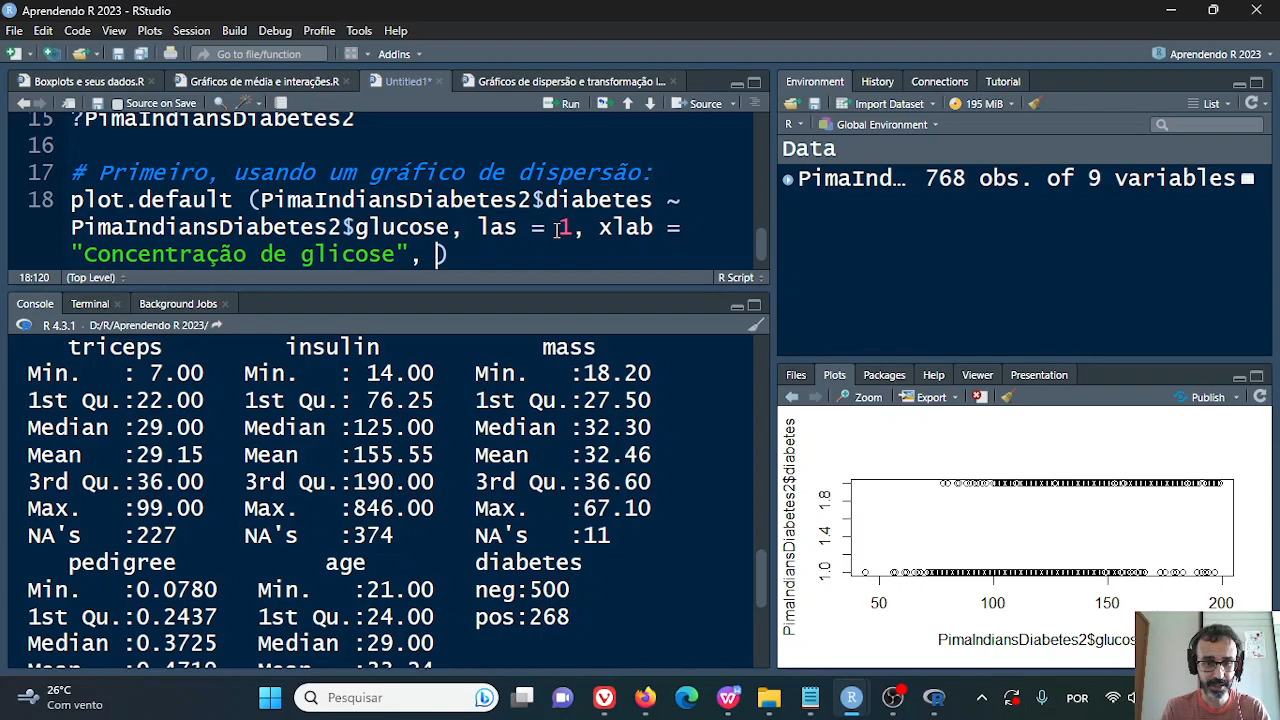 Aprendendo R 2023 - RStudio
File Edit Code View Plots Session Build Debug Profile Tools Help
Go to file/function Addins Aprendendo R 2023
Boxplots e seus dados.R Gráficos de média e interações.R Untitled1* Gráficos de dispersão e transformação l...
Source on Save Run Source
15 ?PimaIndiansDiabetes2
16
17 # Primeiro, usando um gráfico de dispersão:
18 plot.default (PimaIndiansDiabetes2$diabetes ~
PimaIndiansDiabetes2$glucose, las = 1, xlab =
"Concentração de glicose", )
18:120 (Top Level) R Script
Console Terminal Background Jobs
R 4.3.1 · D:/R/Aprendendo R 2023/
triceps insulin mass
Min. : 7.00 Min. : 14.00 Min. :18.20
1st Qu.:22.00 1st Qu.: 76.25 1st Qu.:27.50
Median :29.00 Median :125.00 Median :32.30
Mean :29.15 Mean :155.55 Mean :32.46
3rd Qu.:36.00 3rd Qu.:190.00 3rd Qu.:36.60
Max. :99.00 Max. :846.00 Max. :67.10
NA's :227 NA's :374 NA's :11
pedigree age diabetes
Min. :0.0780 Min. :21.00 neg:500
1st Qu.:0.2437 1st Qu.:24.00 pos:268
Median :0.3725 Median :29.00
Mean :0.4719 Mean :33.24
Environment History Connections Tutorial
Import Dataset 195 MiB List
R Global Environment
Data
PimaInd... 768 obs. of 9 variables
Files Plots Packages Help Viewer Presentation
Zoom Export Publish
PimaIndiansDiabetes2$diabetes
1.0 1.4 1.8
50 100 150 200
PimaIndiansDiabetes2$gluco
26°C
Com vento
Pesquisar
POR